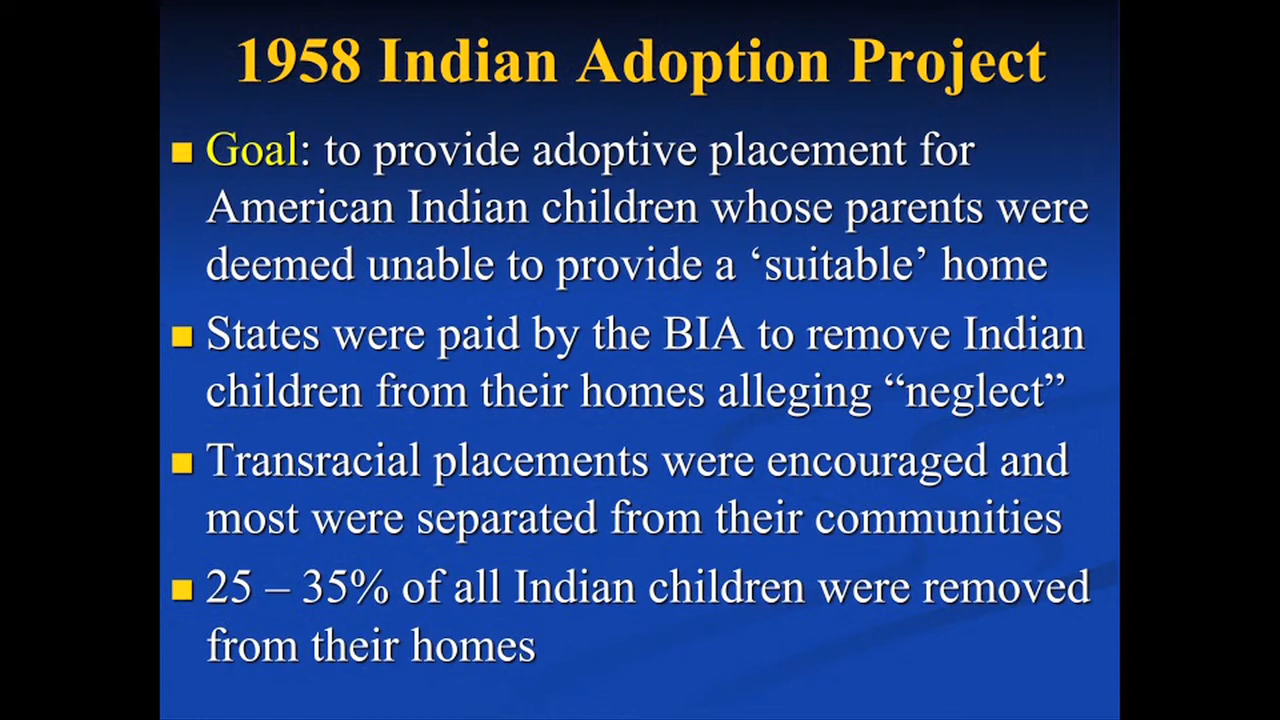 1958 Indian Adoption Project
Goal: to provide adoptive placement for
American Indian children whose parents were
deemed unable to provide a ‘suitable’ home
States were paid by the BIA to remove Indian
children from their homes alleging “neglect”
Transracial placements were encouraged and
most were separated from their communities
25 – 35% of all Indian children were removed
from their homes